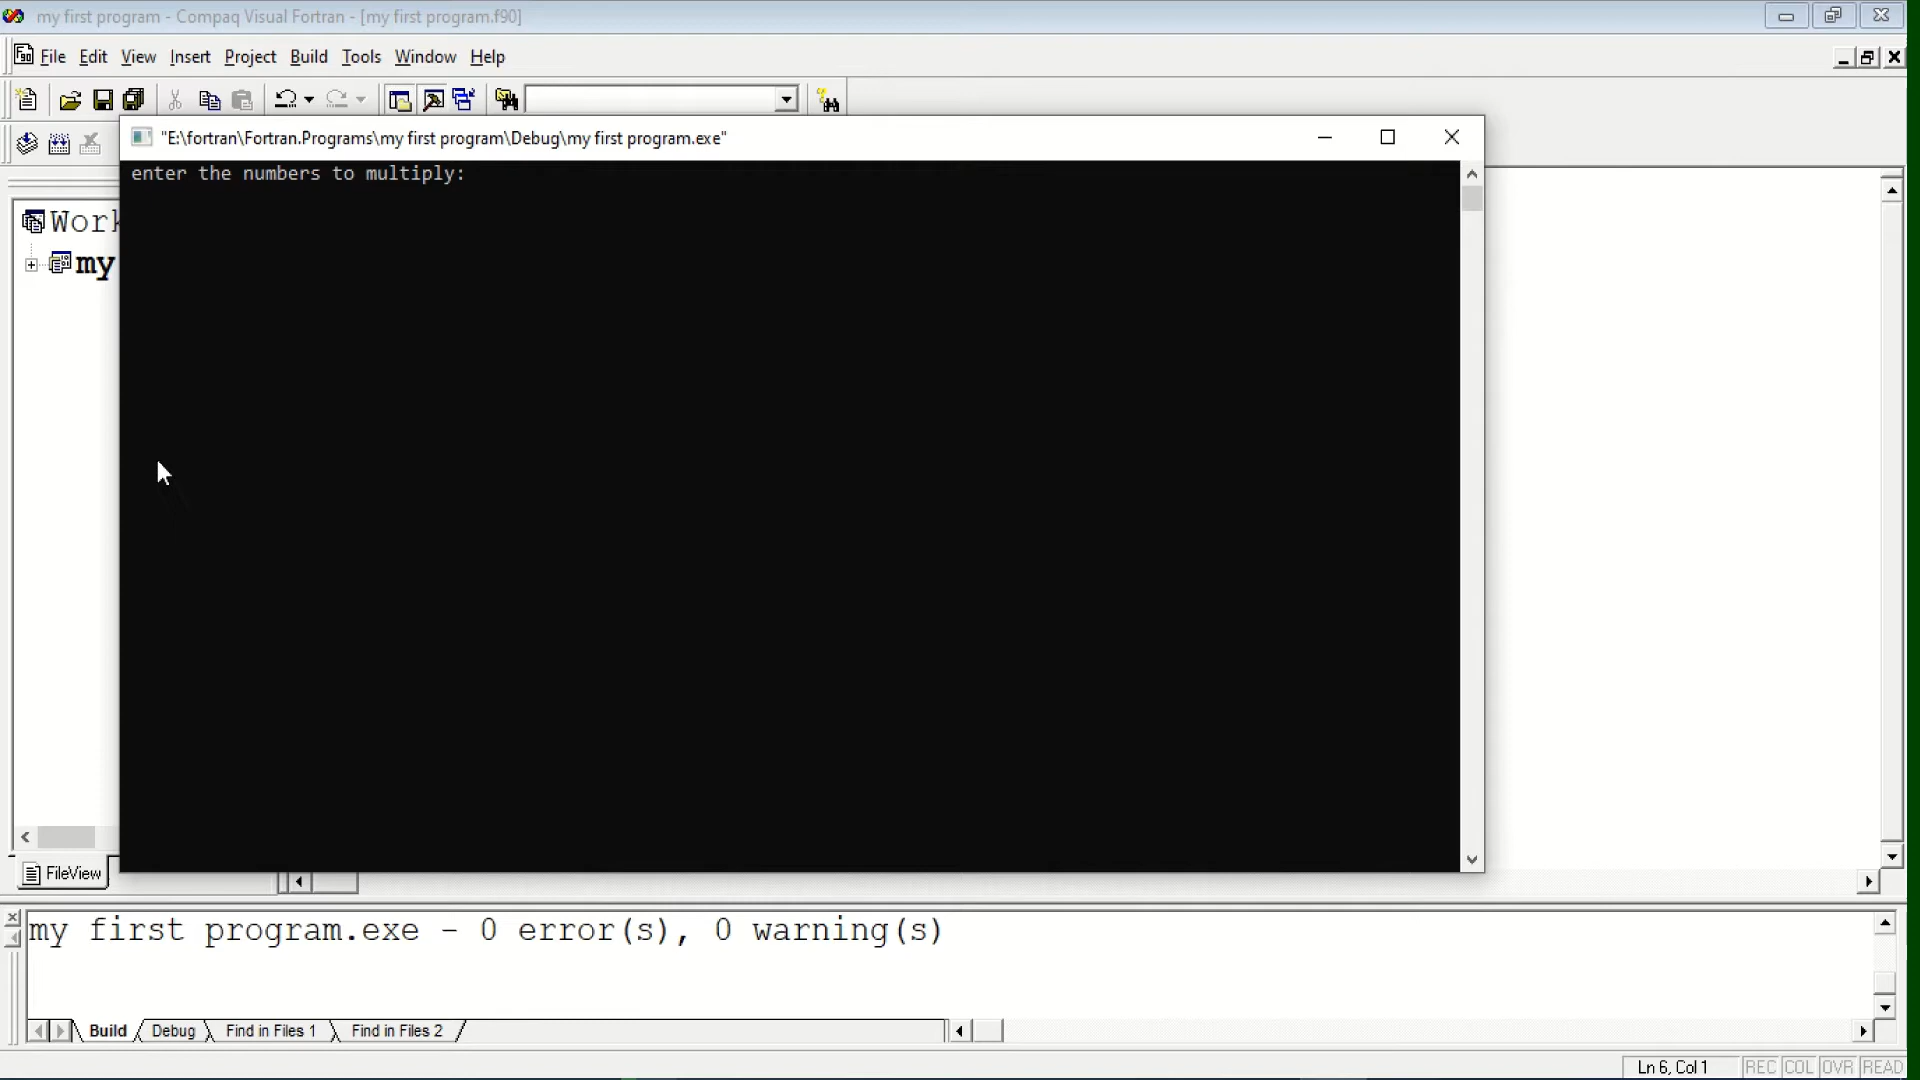 my first program - Compaq Visual Fortran - [my first program.f90]
File Edit View Insert Project Build Tools Window Help
"E:\fortran\Fortran.Programs\my first program\Debug\my first program.exe"
enter the numbers to multiply:
Work
my
FileView
my first program.exe - 0 error(s), 0 warning(s)
Build Debug Find in Files 1 Find in Files 2
Ln 6, Col 1 REC COL OVR READ